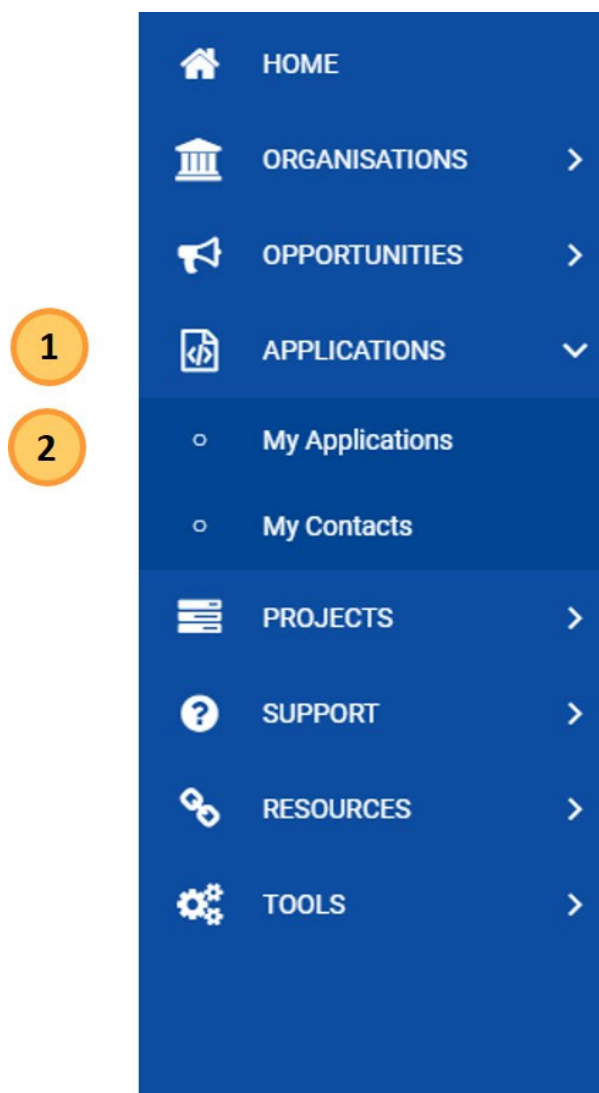 HOME
ORGANISATIONS
OPPORTUNITIES
1 APPLICATIONS
2 My Applications
My Contacts
PROJECTS
SUPPORT
RESOURCES
TOOLS